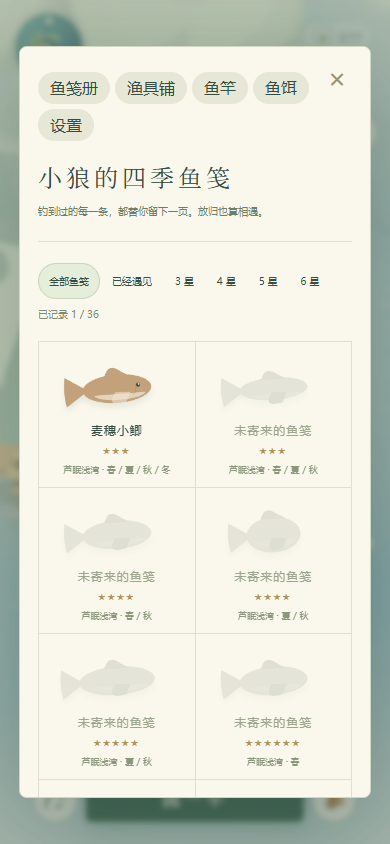 鱼笺册 渔具铺 鱼竿 鱼饵
设置
小狼的四季鱼笺
钓到过的每一条，都替你留下一页。放归也算相遇。
全部鱼笺 已经遇见 3 星 4 星 5 星 6 星
已记录 1 / 36
麦穗小鲫 未寄来的鱼笺
★★★ ★★★
芦眠浅湾 · 春 / 夏 / 秋 / 冬 芦眠浅湾 · 春 / 夏 / 秋
未寄来的鱼笺 未寄来的鱼笺
★★★★ ★★★★
芦眠浅湾 · 春 / 秋 芦眠浅湾 · 夏 / 秋
未寄来的鱼笺 未寄来的鱼笺
★★★★★ ★★★★★★
芦眠浅湾 · 夏 / 秋 芦眠浅湾 · 春